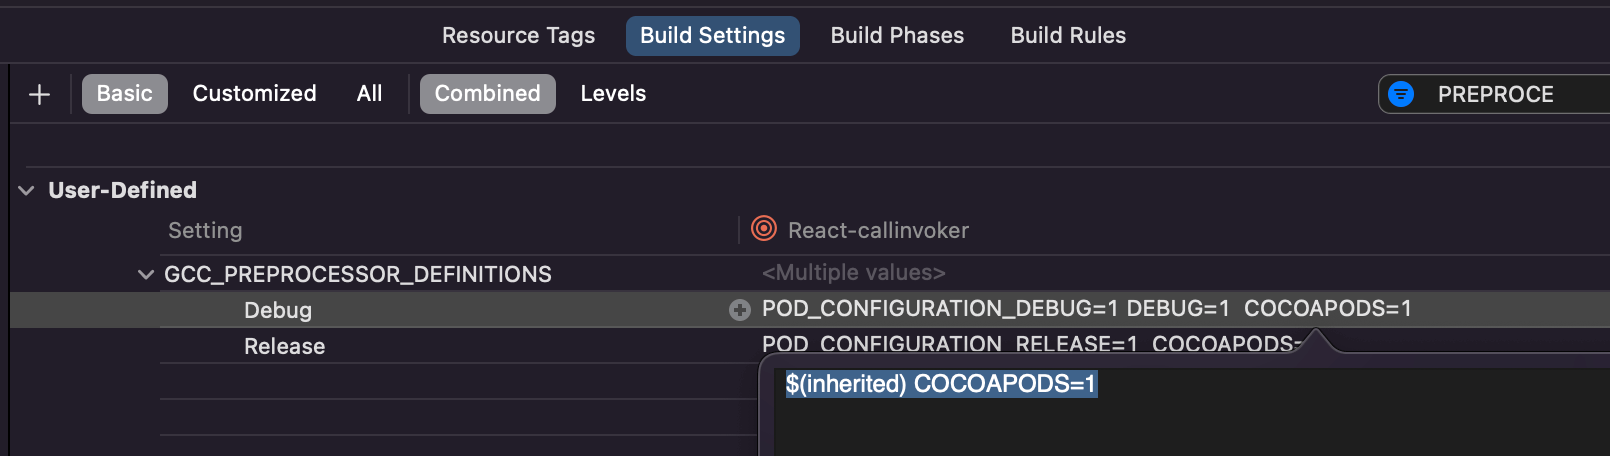 Resource Tags Build Settings Build Phases Build Rules
+ Basic Customized All Combined Levels PREPROCE
User-Defined
Setting React-callinvoker
GCC_PREPROCESSOR_DEFINITIONS <Multiple values>
Debug POD_CONFIGURATION_DEBUG=1 DEBUG=1 COCOAPODS=1
Release POD_CONFIGURATION_RELEASE=1 COCOAPODS=
$(inherited) COCOAPODS=1